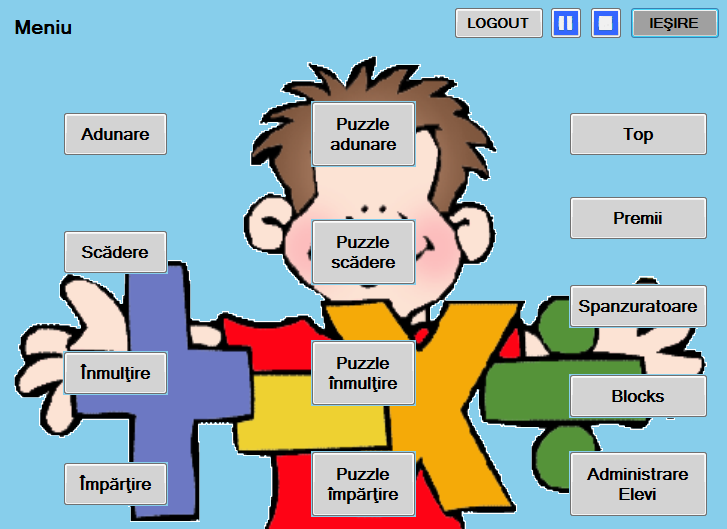 Meniu
LOGOUT
IEŞIRE
Adunare
Puzzle
adunare
Top
Premii
Scădere
Puzzle
scădere
Spanzuratoare
Înmulţire
Puzzle
înmulţire
Blocks
Împărţire
Puzzle
împărţire
Administrare
Elevi